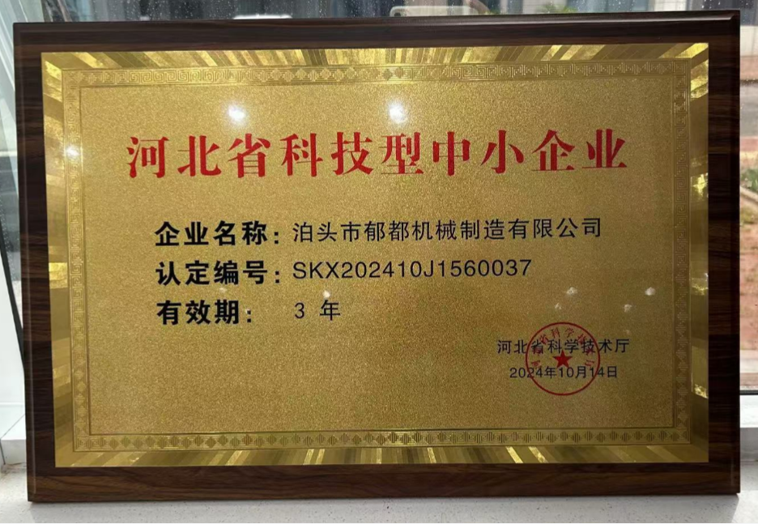 河北省科技型中小企业
企业名称：泊头市郁都机械制造有限公司
认定编号：SKX202410J1560037
有效期： 3 年
河北省科学技术厅
2024年10月14日